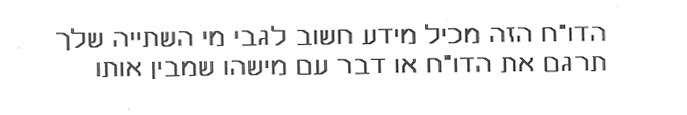 הדו"ח הזה מכיל מידע חשוב לגבי מי השתייה שלך
תרגם את הדו"ח או דבר עם מישהו שמבין אותו